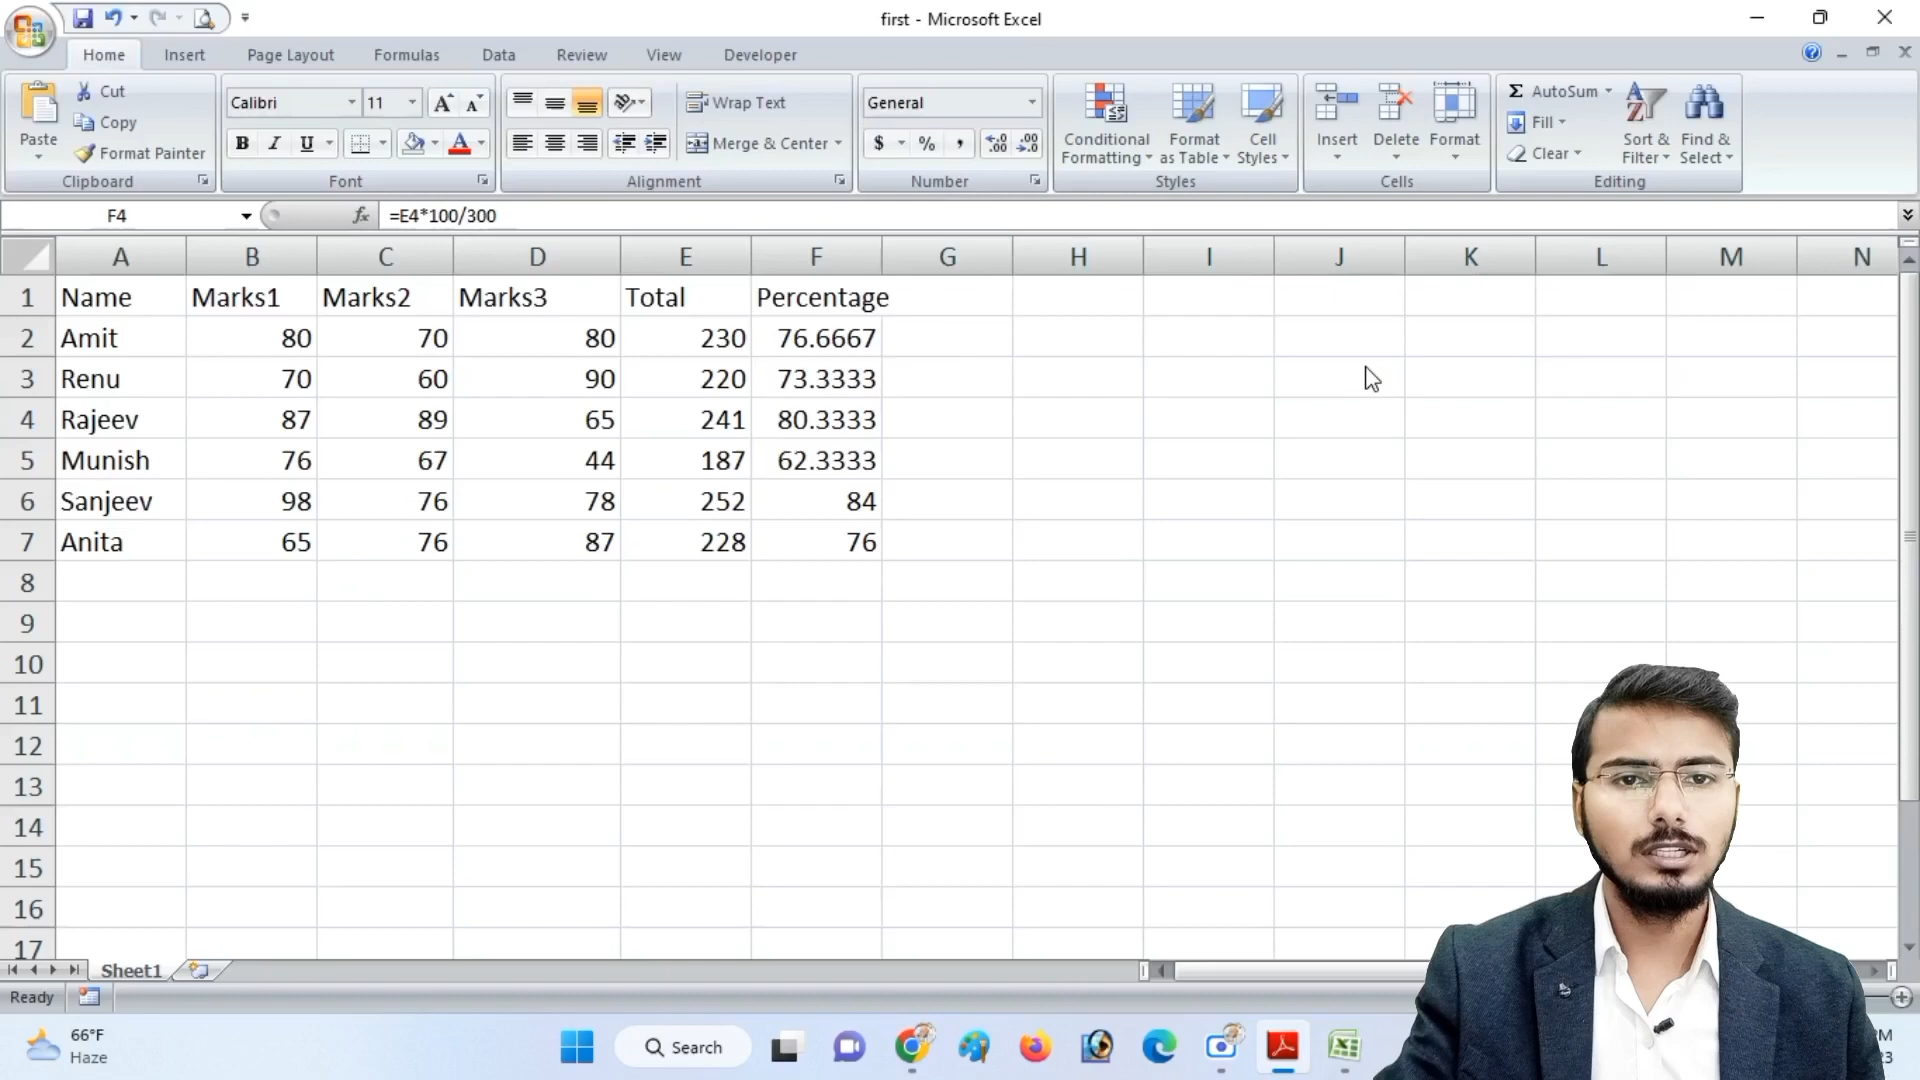 first - Microsoft Excel
Home Insert Page Layout Formulas Data Review View Developer
Paste Cut Copy Format Painter Clipboard
Calibri 11 A A B I U A Font
Wrap Text Merge & Center Alignment
General $ % , .0 .00 .00 .0 Number
Conditional Formatting Format as Table Cell Styles Styles
Insert Delete Format Cells
Σ AutoSum Fill Clear Sort & Filter Find & Select Editing
F4 fx =E4*100/300
A B C D E F G H I J K L M N
1 Name Marks1 Marks2 Marks3 Total Percentage
2 Amit 80 70 80 230 76.6667
3 Renu 70 60 90 220 73.3333
4 Rajeev 87 89 65 241 80.3333
5 Munish 76 67 44 187 62.3333
6 Sanjeev 98 76 78 252 84
7 Anita 65 76 87 228 76
8
9
10
11
12
13
14
15
16
17
Sheet1
Ready
66°F
Haze
Search